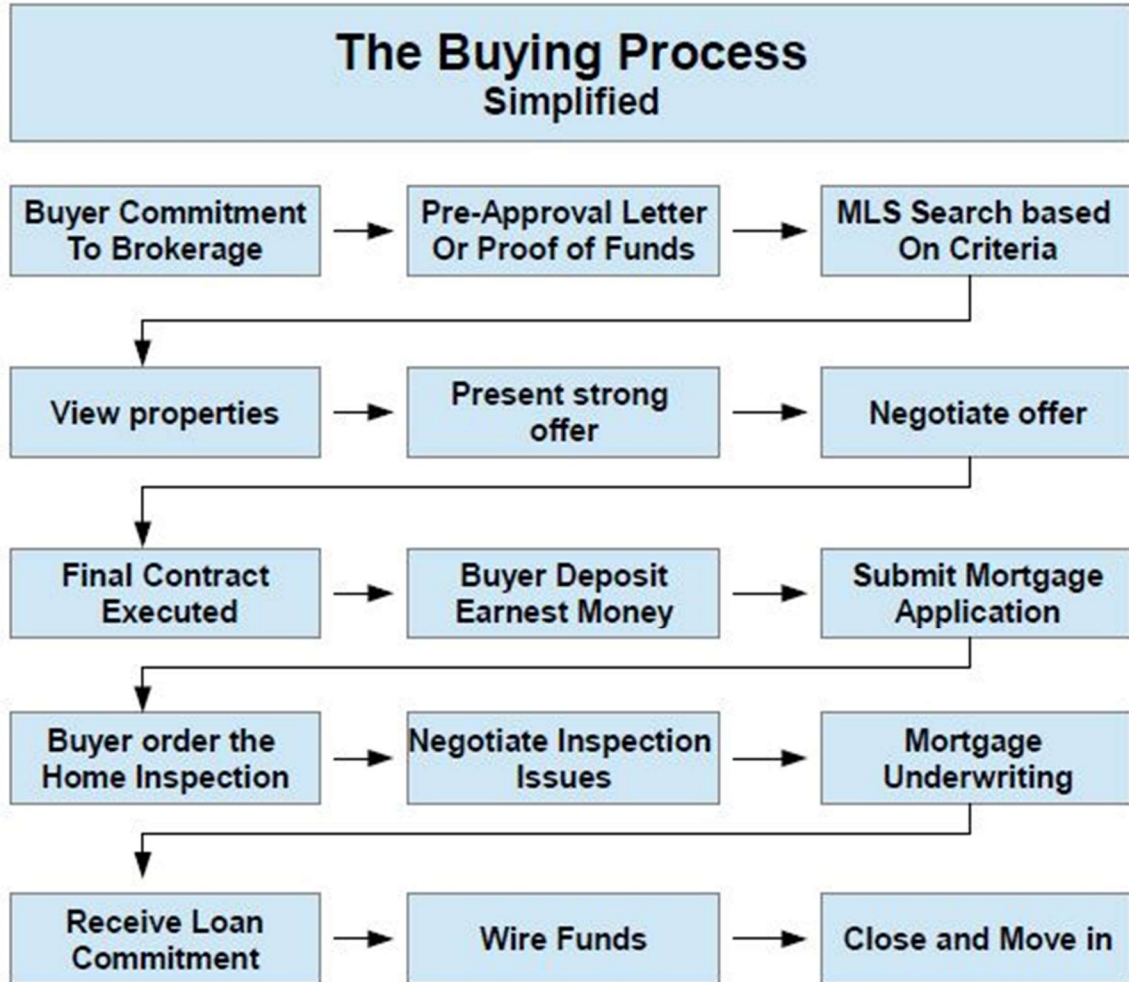 The Buying Process
Simplified
Buyer Commitment
To Brokerage
Pre-Approval Letter
Or Proof of Funds
MLS Search based
On Criteria
View properties
Present strong
offer
Negotiate offer
Final Contract
Executed
Buyer Deposit
Earnest Money
Submit Mortgage
Application
Buyer order the
Home Inspection
Negotiate Inspection
Issues
Mortgage
Underwriting
Receive Loan
Commitment
Wire Funds
Close and Move in